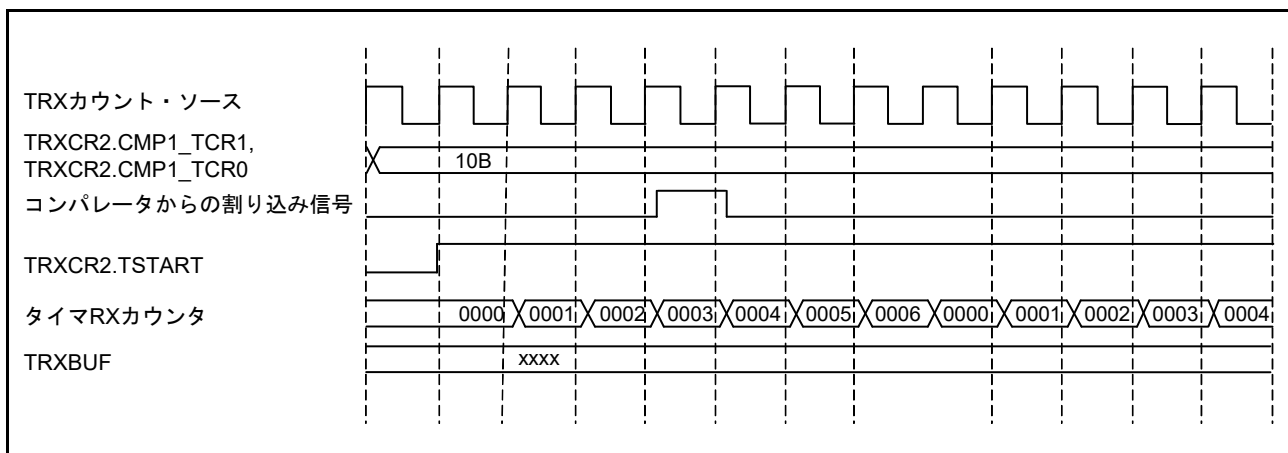 TRXカウント・ソース
TRXCR2.CMP1_TCR1,
TRXCR2.CMP1_TCR0
10B
コンパレータからの割り込み信号
TRXCR2.TSTART
タイマRXカウンタ
0000 0001 0002 0003 0004 0005 0006 0000 0001 0002 0003 0004
TRXBUF
xxxx